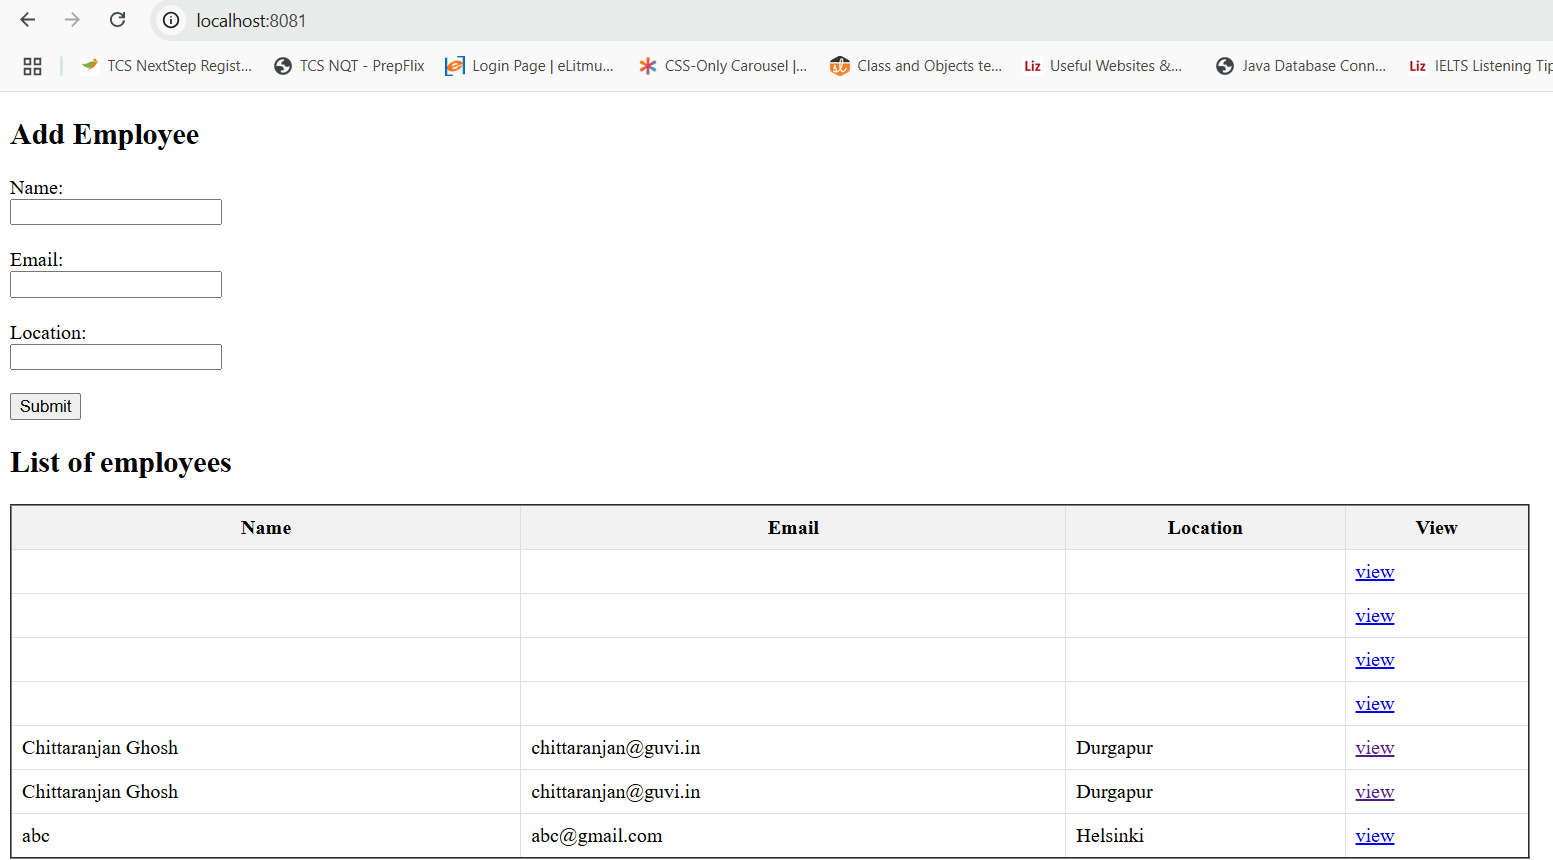 localhost:8081
TCS NextStep Regist... TCS NQT - PrepFlix Login Page | eLitmu... CSS-Only Carousel |... Class and Objects te... Liz Useful Websites &... Java Database Conn... Liz IELTS Listening Tip
Add Employee
Name:
Email:
Location:
Submit
List of employees
Name Email Location View
view
view
view
view
Chittaranjan Ghosh chittaranjan@guvi.in Durgapur view
Chittaranjan Ghosh chittaranjan@guvi.in Durgapur view
abc abc@gmail.com Helsinki view